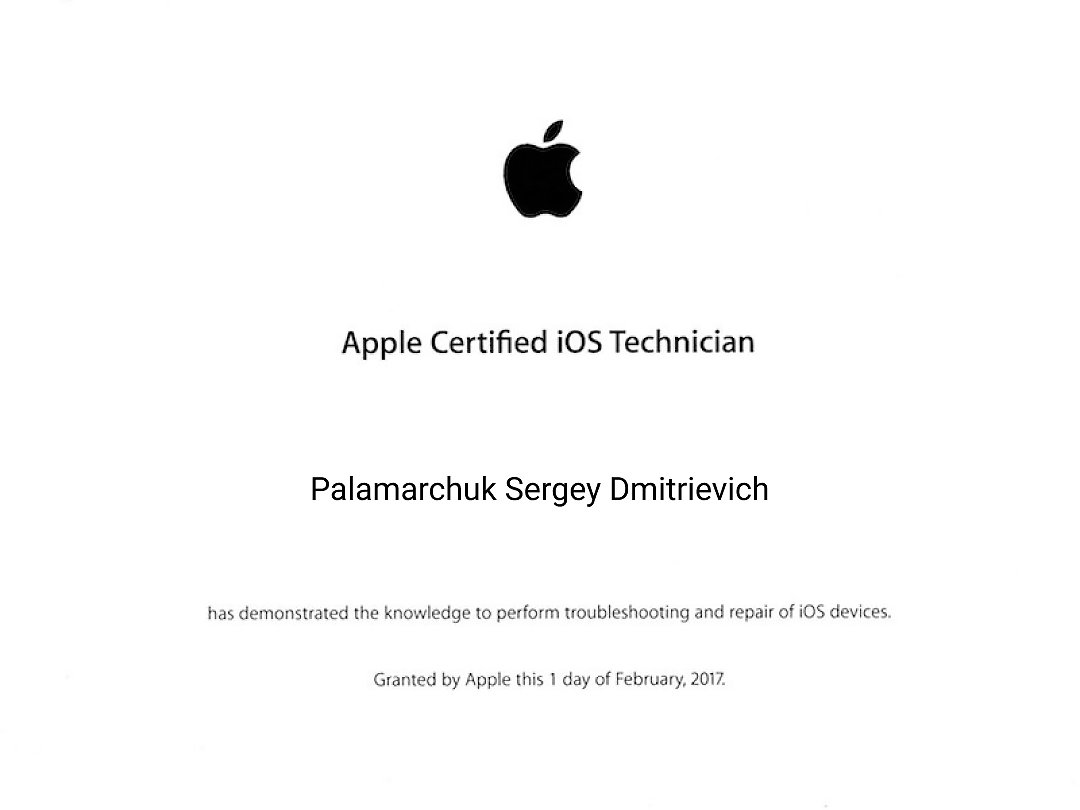 Apple Certified iOS Technician
Palamarchuk Sergey Dmitrievich
has demonstrated the knowledge to perform troubleshooting and repair of iOS devices.
Granted by Apple this 1 day of February, 2017.